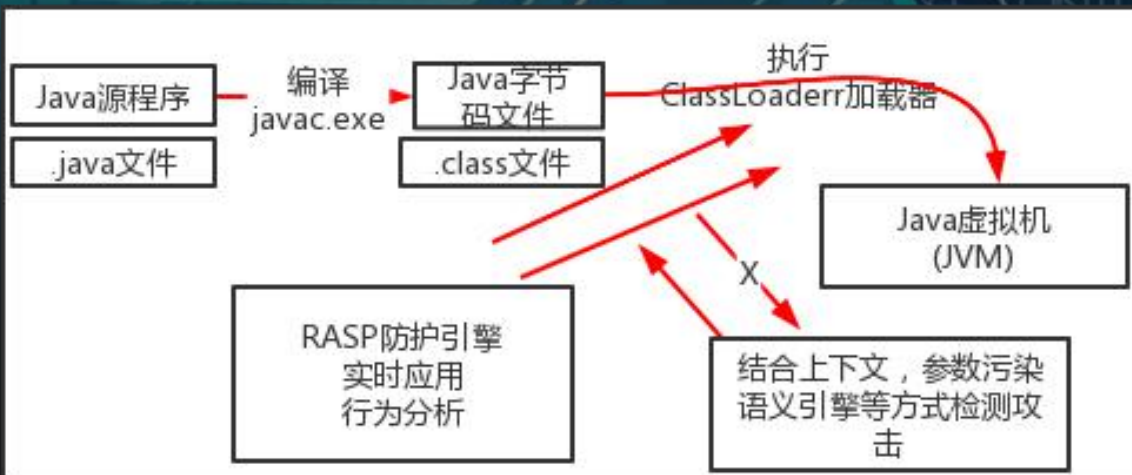 Java源程序
.java文件
编译
javac.exe
Java字节
码文件
.class文件
执行
ClassLoaderr加载器
Java虚拟机
(JVM)
X
RASP防护引擎
实时应用
行为分析
结合上下文，参数污染
语义引擎等方式检测攻
击